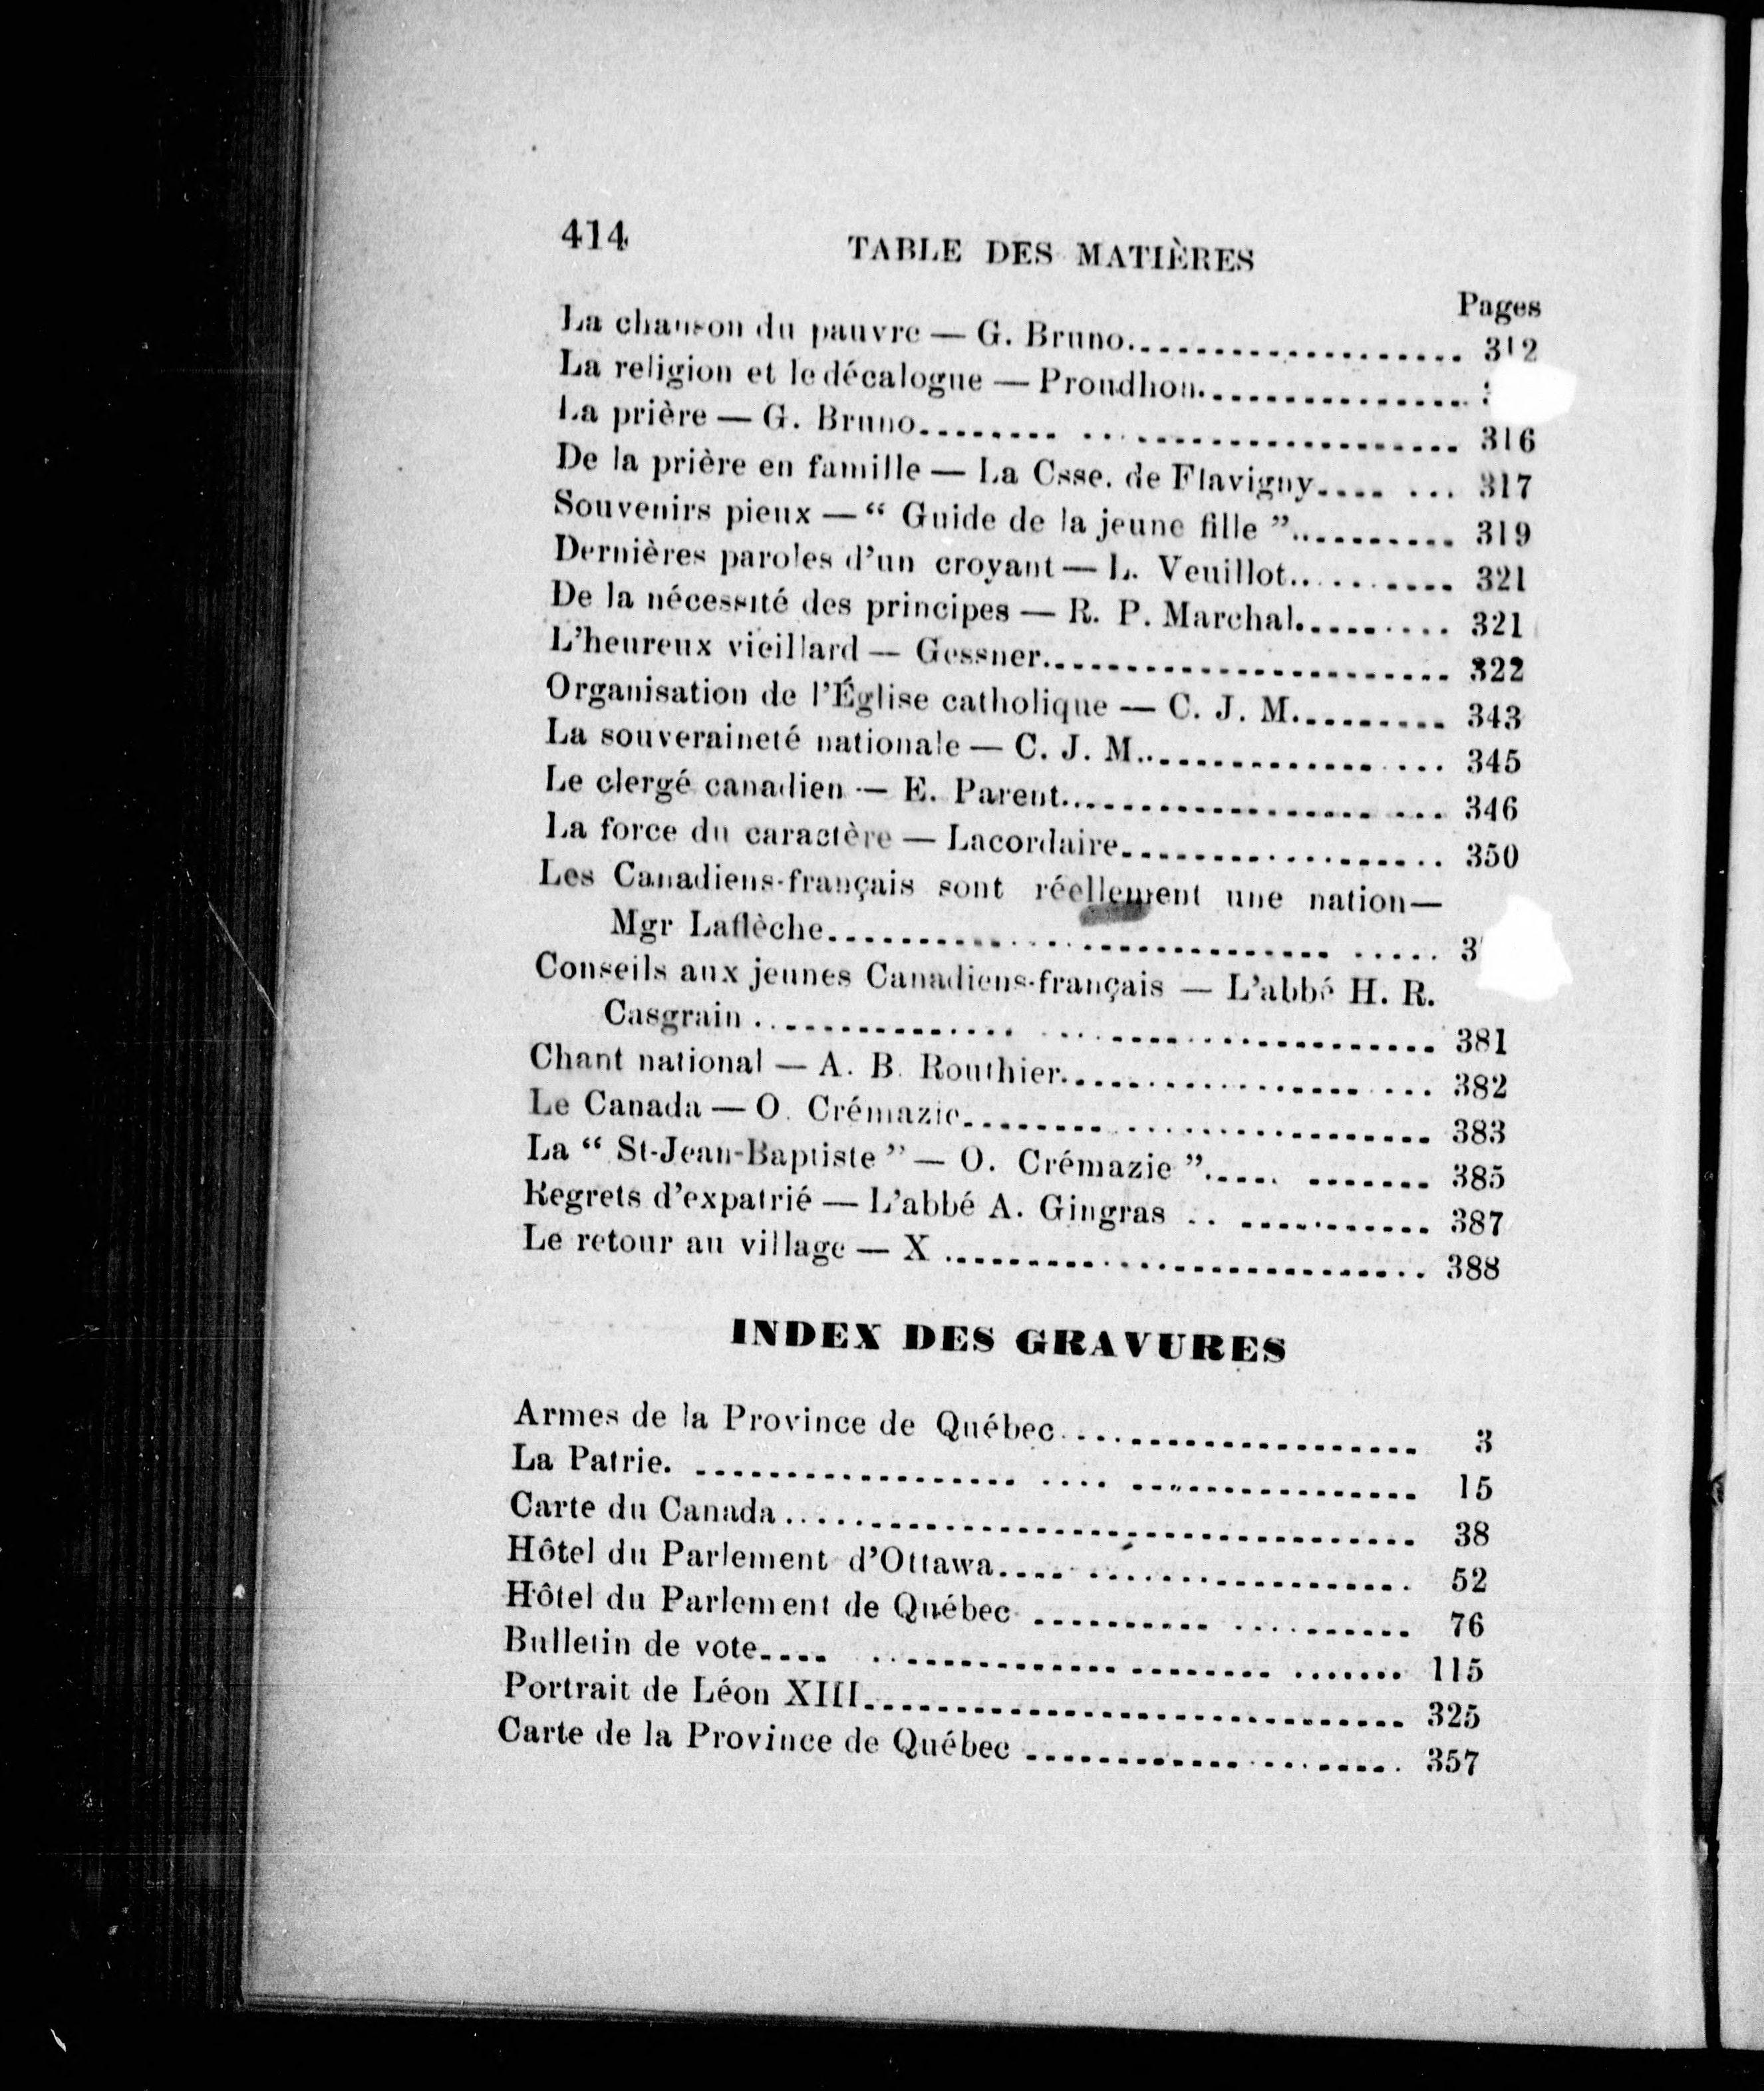 414 TABLE DES MATIÈRES
Pages
La chanson du pauvre — G. Bruno.................... 312
La religion et le décalogue — Proudhon................
La prière — G. Bruno................................ 316
De la prière en famille — La Csse. de Flavigny.... ... 317
Souvenirs pieux — “ Guide de la jeune fille ”.......... 319
Dernières paroles d’un croyant — L. Veuillot.......... 321
De la nécessité des principes — R. P. Marchal......... 321
L’heureux vieillard — Gessner........................ 322
Organisation de l’Église catholique — C. J. M......... 343
La souveraineté nationale — C. J. M.................. 345
Le clergé canadien — E. Parent....................... 346
La force du caractère — Lacordaire................... 350
Les Canadiens-français sont réellement une nation—
Mgr Laflèche...................................
Conseils aux jeunes Canadiens-français — L’abbé H. R.
Casgrain ...................................... 381
Chant national — A. B. Routhier...................... 382
Le Canada — O. Crémazie............................ 383
La “ St-Jean-Baptiste ” — O. Crémazie ”..... ....... 385
Regrets d’expatrié — L’abbé A. Gingras .. ........... 387
Le retour au village — X ............................. 388
INDEX DES GRAVURES
Armes de la Province de Québec...................... 3
La Patrie. .......................................... 15
Carte du Canada..................................... 38
Hôtel du Parlement d’Ottawa......................... 52
Hôtel du Parlement de Québec ....................... 76
Bulletin de vote.... ................................. 115
Portrait de Léon XIII................................ 325
Carte de la Province de Québec ...................... 357